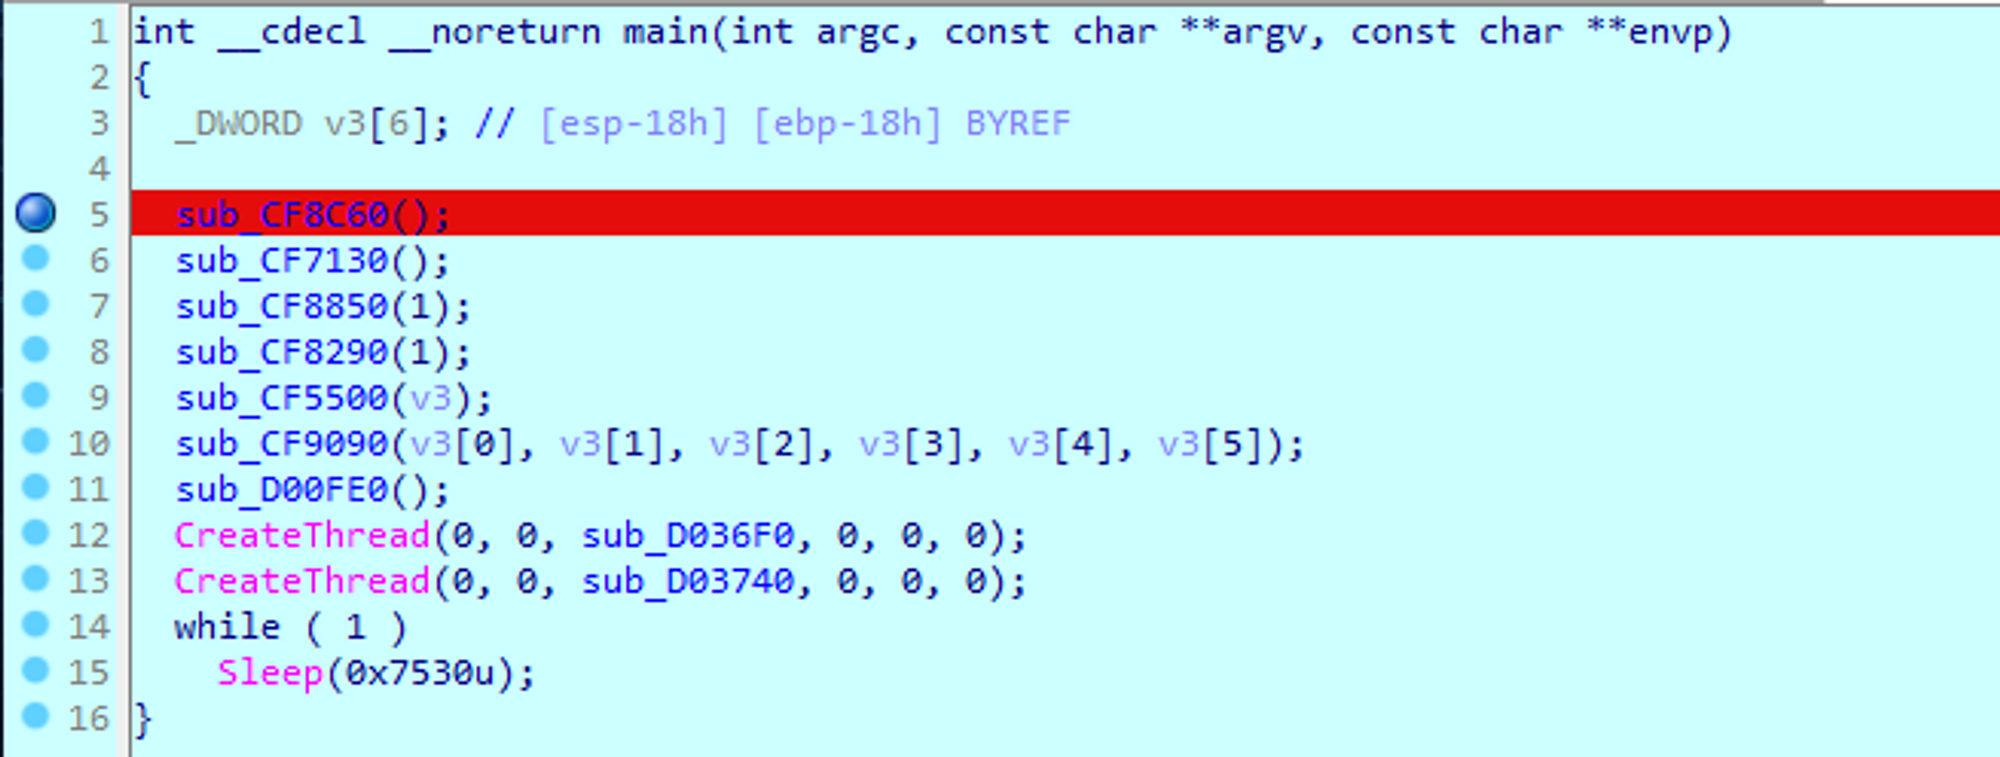 1 int __cdecl __noreturn main(int argc, const char **argv, const char **envp)
2 {
3   _DWORD v3[6]; // [esp-18h] [ebp-18h] BYREF
4
5   sub_CF8C60();
6   sub_CF7130();
7   sub_CF8850(1);
8   sub_CF8290(1);
9   sub_CF5500(v3);
10   sub_CF9090(v3[0], v3[1], v3[2], v3[3], v3[4], v3[5]);
11   sub_D00FE0();
12   CreateThread(0, 0, sub_D036F0, 0, 0, 0);
13   CreateThread(0, 0, sub_D03740, 0, 0, 0);
14   while ( 1 )
15     Sleep(0x7530u);
16 }